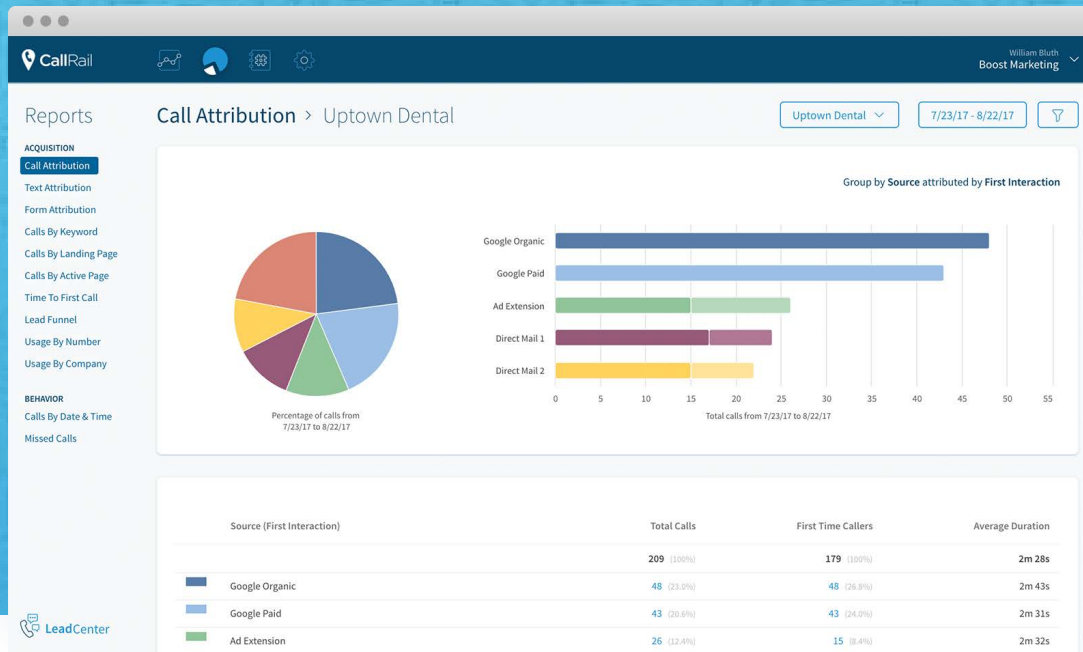 CallRail
William Bluth
Boost Marketing
Reports
ACQUISITION
Call Attribution
Text Attribution
Form Attribution
Calls By Keyword
Calls By Landing Page
Calls By Active Page
Time To First Call
Lead Funnel
Usage By Number
Usage By Company
BEHAVIOR
Calls By Date & Time
Missed Calls
LeadCenter
Call Attribution > Uptown Dental
Uptown Dental
7/23/17 - 8/22/17
Group by Source attributed by First Interaction
Percentage of calls from
7/23/17 to 8/22/17
Google Organic
Google Paid
Ad Extension
Direct Mail 1
Direct Mail 2
0 5 10 15 20 25 30 35 40 45 50 55
Total calls from 7/23/17 to 8/22/17
Source (First Interaction) Total Calls First Time Callers Average Duration
209 (100%) 179 (100%) 2m 28s
Google Organic 48 (23.0%) 48 (26.8%) 2m 43s
Google Paid 43 (20.6%) 43 (24.0%) 2m 31s
Ad Extension 26 (12.4%) 15 (8.4%) 2m 32s